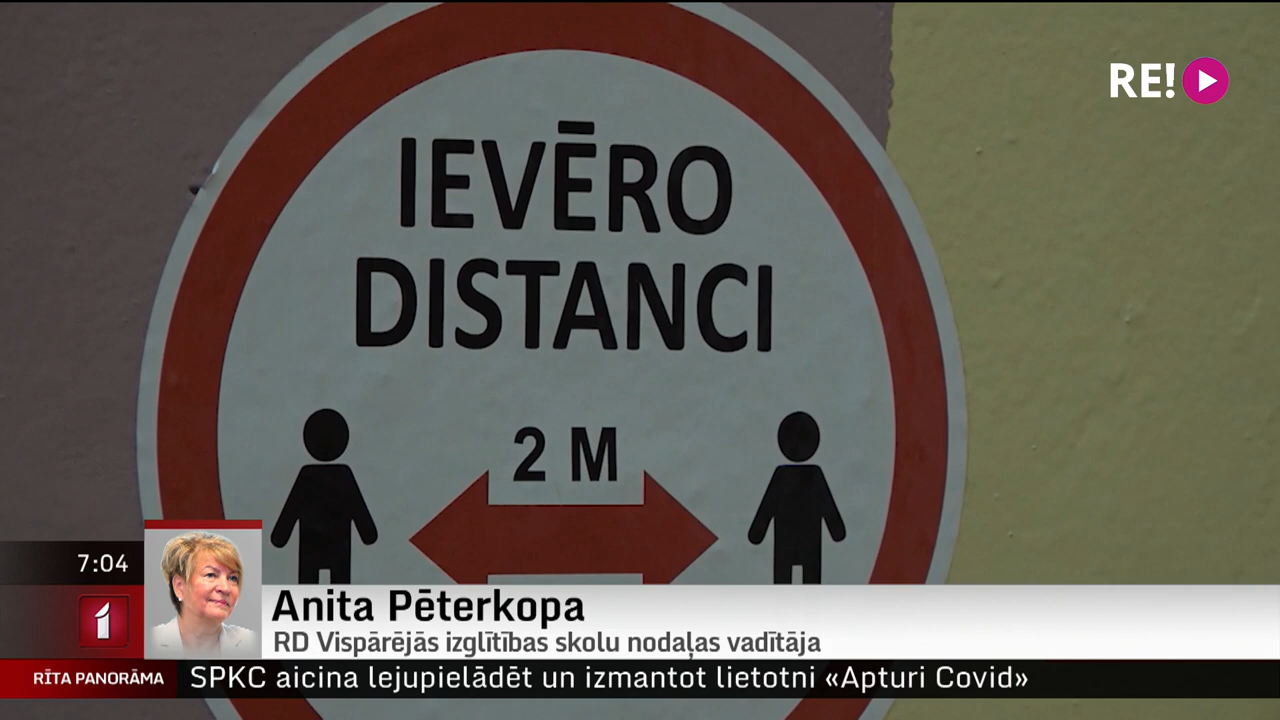 RE!
IEVĒRO
DISTANCI
2 M
7:04
1
Anita Pēterkopa
RD Vispārējās izglītības skolu nodaļas vadītāja
RĪTA PANORĀMA
SPKC aicina lejupielādēt un izmantot lietotni «Apturi Covid»